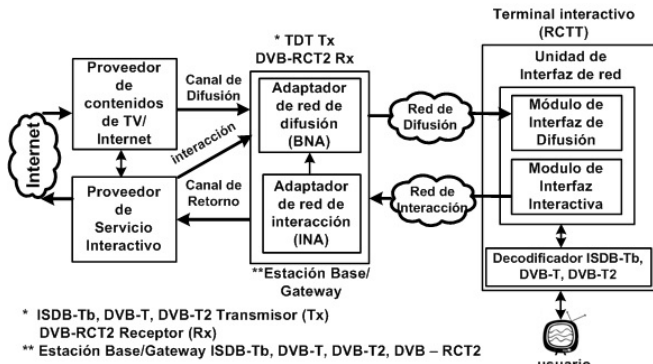 Internet
Proveedor
de
contenidos
de TV/
Internet
Proveedor
de
Servicio
Interactivo
Canal de
Difusión
interacción
Canal de
Retorno
* TDT Tx
DVB-RCT2 Rx
Adaptador
de red de
difusión
(BNA)
Adaptador
de red de
interacción
(INA)
**Estación Base/
Gateway
Red de
Difusión
Red de
Interacción
Terminal interactivo
(RCTT)
Unidad de
Interfaz de red
Módulo de
Interfaz de
Difusión
Modulo de
Interfaz
Interactiva
Decodificador ISDB-Tb,
DVB-T, DVB-T2
usuario
* ISDB-Tb, DVB-T, DVB-T2 Transmisor (Tx)
DVB-RCT2 Receptor (Rx)
** Estación Base/Gateway ISDB-Tb, DVB-T, DVB-T2, DVB – RCT2